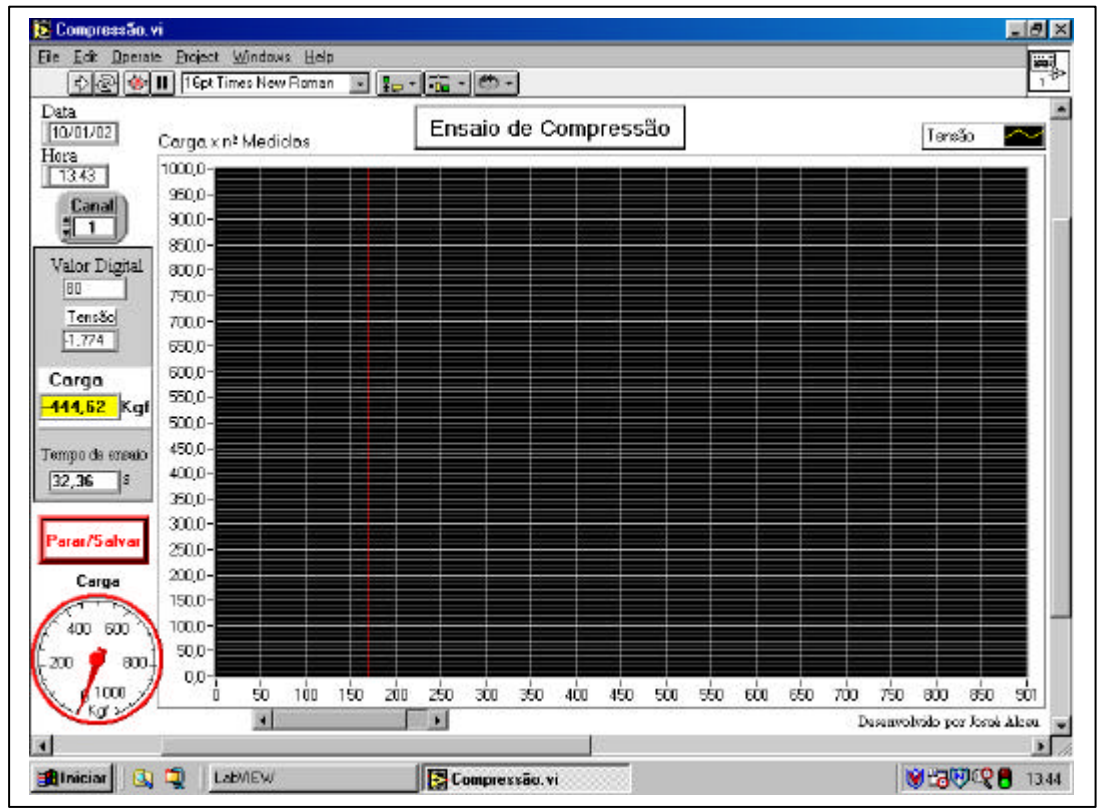 Compressão.vi
File Edit Operate Project Windows Help
16pt Times New Roman
1
Data
10/01/02
Hora
13:43
Canal
1
Valor Digital
80
Tensão
-1,774
Carga
-444,62 Kgf
Tempo de ensaio
32,36 s
Parar/Salvar
Carga
400 600
200 800
0 1000
Kgf
Ensaio de Compressão
Carga x nº Medidas
Tensão
1000,0
950,0
900,0
850,0
800,0
750,0
700,0
650,0
600,0
550,0
500,0
450,0
400,0
350,0
300,0
250,0
200,0
150,0
100,0
50,0
0,0
0 50 100 150 200 250 300 350 400 450 500 550 600 650 700 750 800 850 901
Desenvolvido por Josué Alceu
Iniciar LabVIEW Compressão.vi 13:44